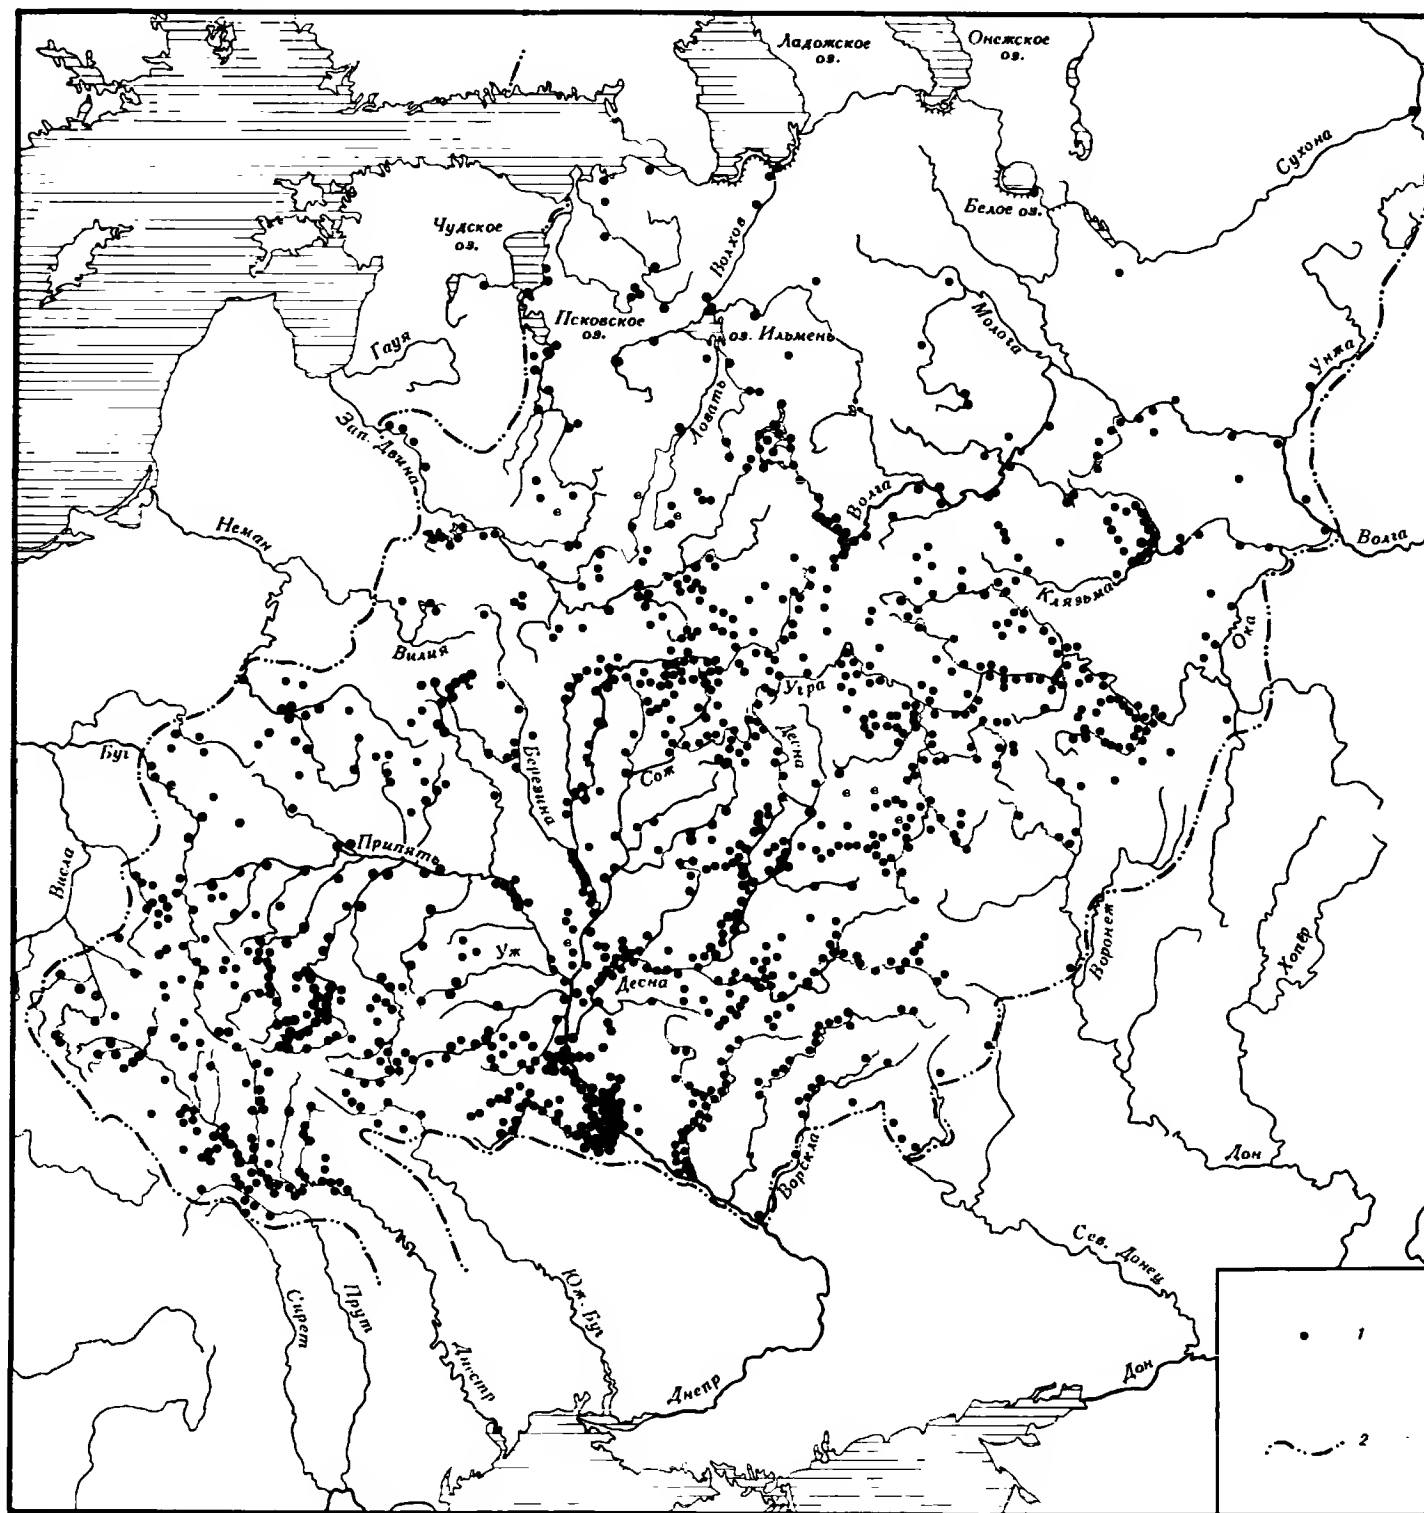 Ладожское
оз.
Онежское
оз.
Сухона
Белое оз.
Чудское
оз.
Волхов
Псковское
оз.
оз. Ильмень
Молога
Унжа
Гауя
Ловать
Зап. Двина
Волга
Волга
Неман
Клязьма
Ока
Вилия
Угра
Десна
Буг
Березина
Сож
Припять
Висла
Воронеж
Хопёр
Уж
Десна
Ворскла
Дон
Сев. Донец
Юж. Буг
Сирет
Прут
Днестр
Днепр
Дон
1
2